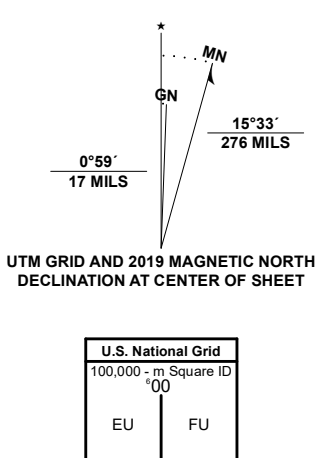 ★
MN
GN
15°33´
276 MILS
0°59´
17 MILS
UTM GRID AND 2019 MAGNETIC NORTH
DECLINATION AT CENTER OF SHEET
U.S. National Grid
100,000 - m Square ID
⁶00
EU FU